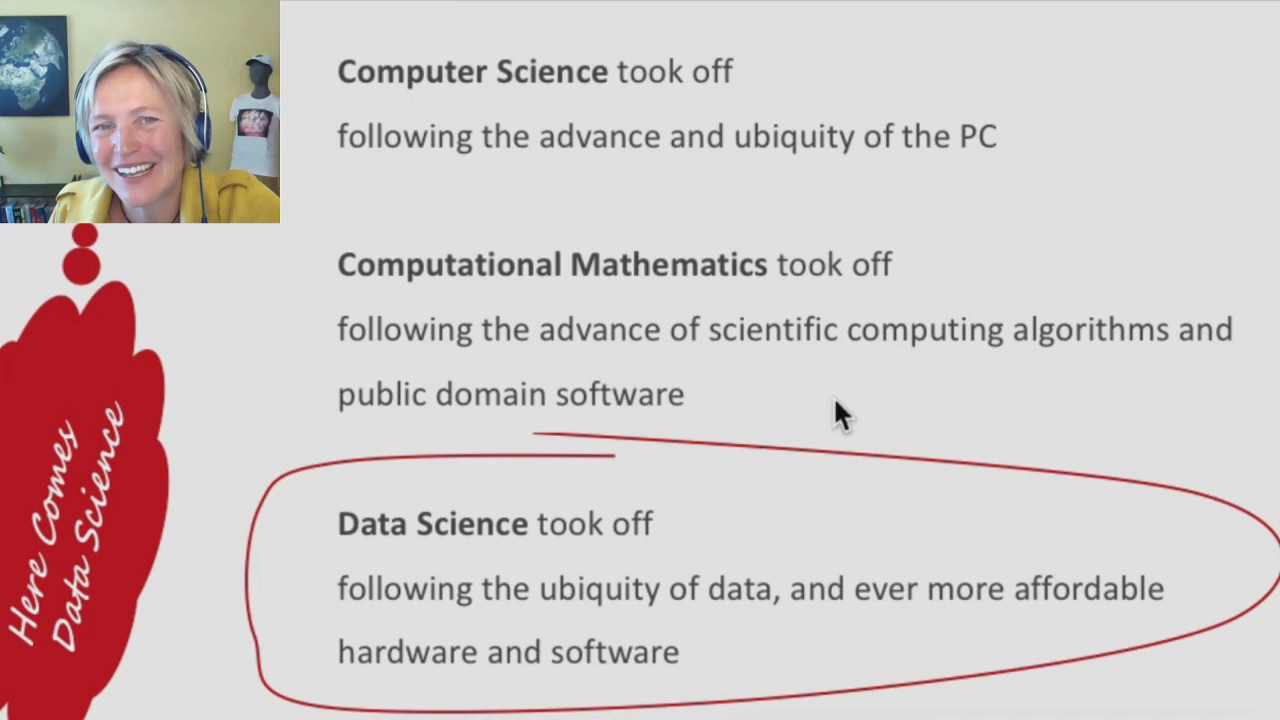 Computer Science took off
following the advance and ubiquity of the PC
Computational Mathematics took off
following the advance of scientific computing algorithms and
public domain software
Data Science took off
following the ubiquity of data, and ever more affordable
hardware and software
Here Comes
Data Science